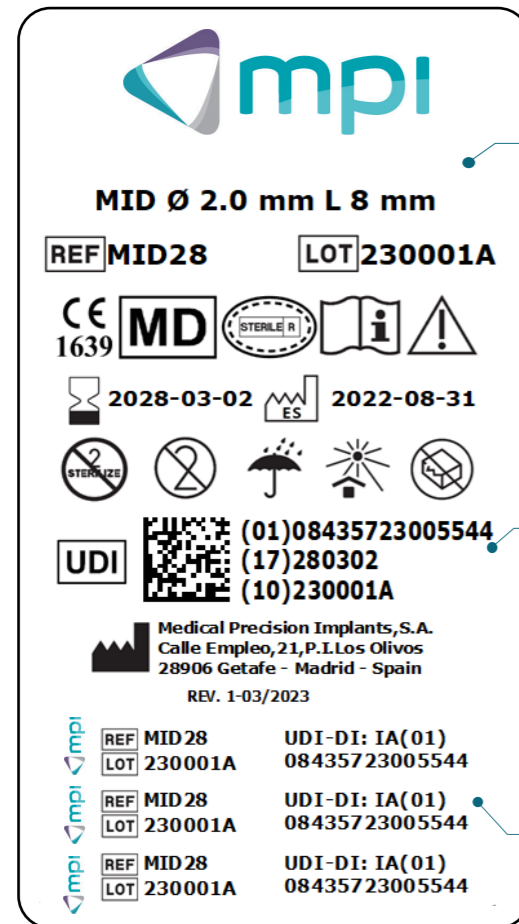 mpi
MID Ø 2.0 mm L 8 mm
REF MID28 LOT 230001A
CE 1639 MD STERILE R i
2028-03-02 ES 2022-08-31
2 STERILIZE 2
UDI (01)08435723005544
(17)280302
(10)230001A
Medical Precision Implants,S.A.
Calle Empleo,21,P.I.Los Olivos
28906 Getafe - Madrid - Spain
REV. 1-03/2023
mpi REF MID28 UDI-DI: IA(01)
LOT 230001A 08435723005544
mpi REF MID28 UDI-DI: IA(01)
LOT 230001A 08435723005544
mpi REF MID28 UDI-DI: IA(01)
LOT 230001A 08435723005544